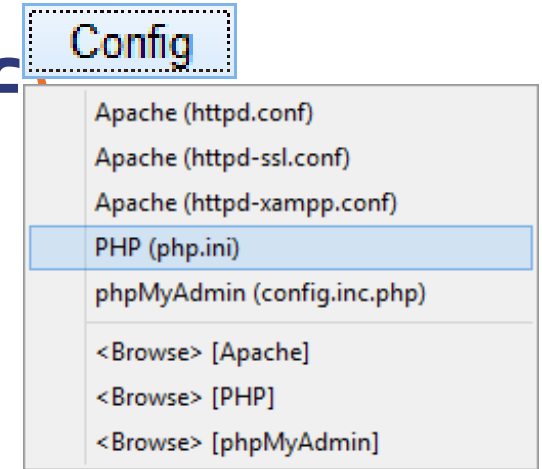 Config
Apache (httpd.conf)
Apache (httpd-ssl.conf)
Apache (httpd-xampp.conf)
PHP (php.ini)
phpMyAdmin (config.inc.php)
<Browse> [Apache]
<Browse> [PHP]
<Browse> [phpMyAdmin]